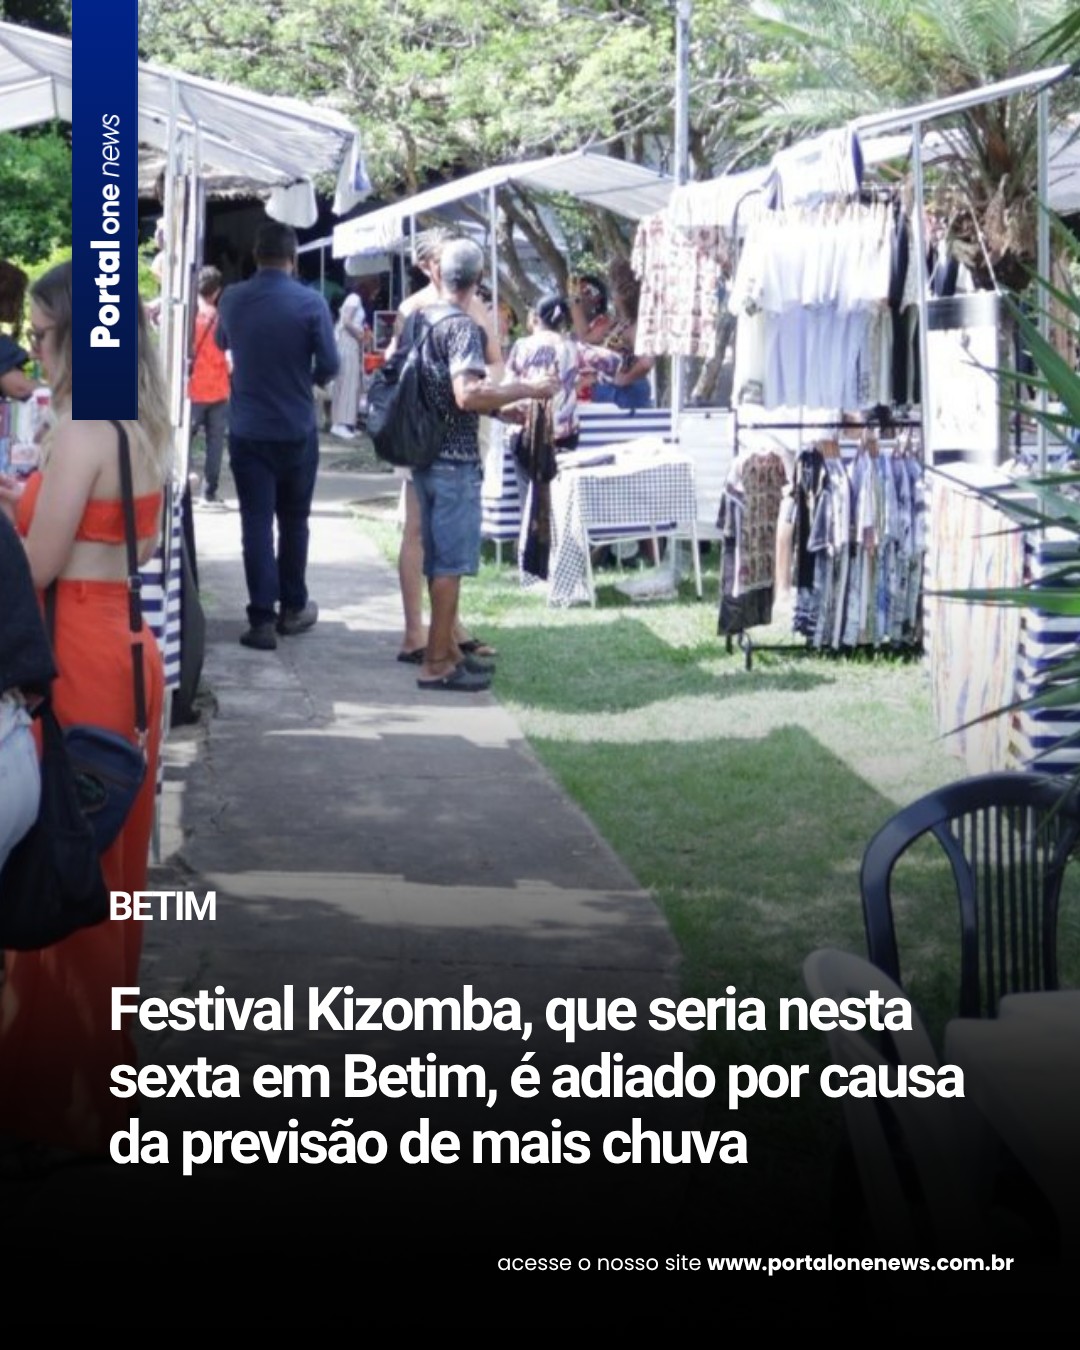 Portal one news
BETIM
Festival Kizomba, que seria nesta
sexta em Betim, é adiado por causa
da previsão de mais chuva
acesse o nosso site www.portalonenews.com.br